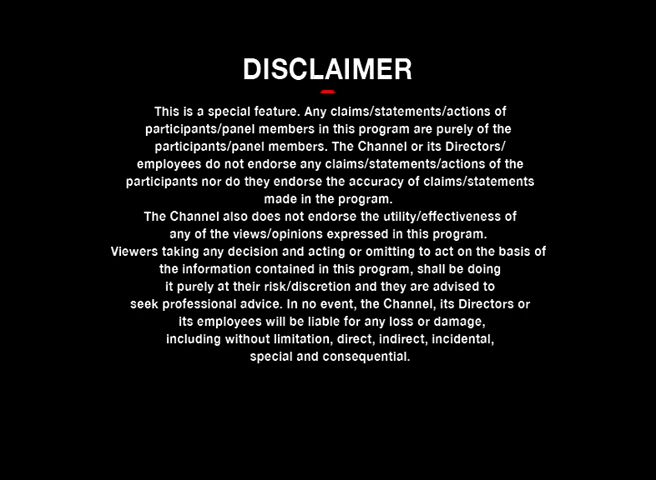 DISCLAIMER
This is a special feature. Any claims/statements/actions of
participants/panel members in this program are purely of the
participants/panel members. The Channel or its Directors/
employees do not endorse any claims/statements/actions of the
participants nor do they endorse the accuracy of claims/statements
made in the program.
The Channel also does not endorse the utility/effectiveness of
any of the views/opinions expressed in this program.
Viewers taking any decision and acting or omitting to act on the basis of
the information contained in this program, shall be doing
it purely at their risk/discretion and they are advised to
seek professional advice. In no event, the Channel, its Directors or
its employees will be liable for any loss or damage,
including without limitation, direct, indirect, incidental,
special and consequential.